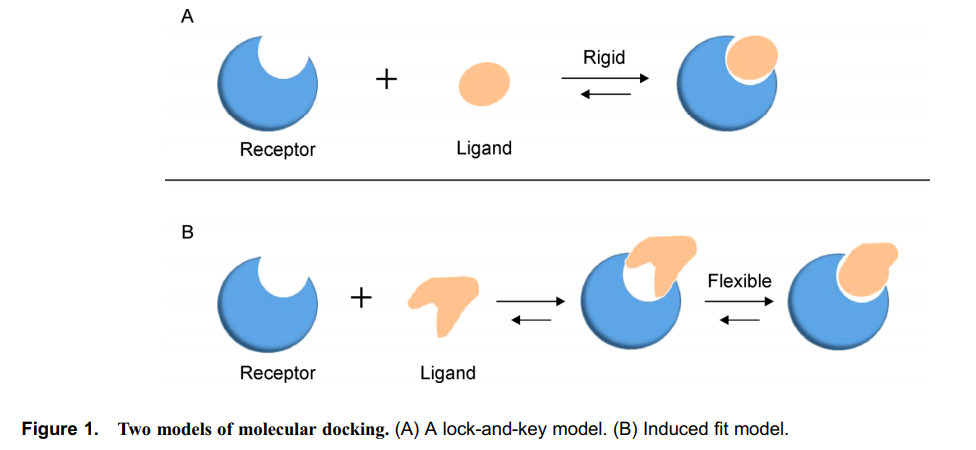 A
Rigid
+
Receptor
Ligand
B
Flexible
+
Receptor
Ligand
Figure 1. Two models of molecular docking. (A) A lock-and-key model. (B) Induced fit model.